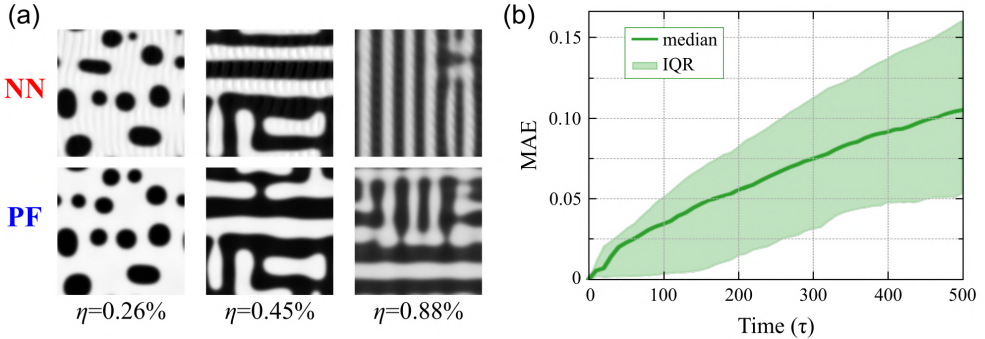 (a)
NN
PF
η=0.26% η=0.45% η=0.88%
(b)
0.15
0.10
0.05
0
MAE
median
IQR
0 100 200 300 400 500
Time (τ)